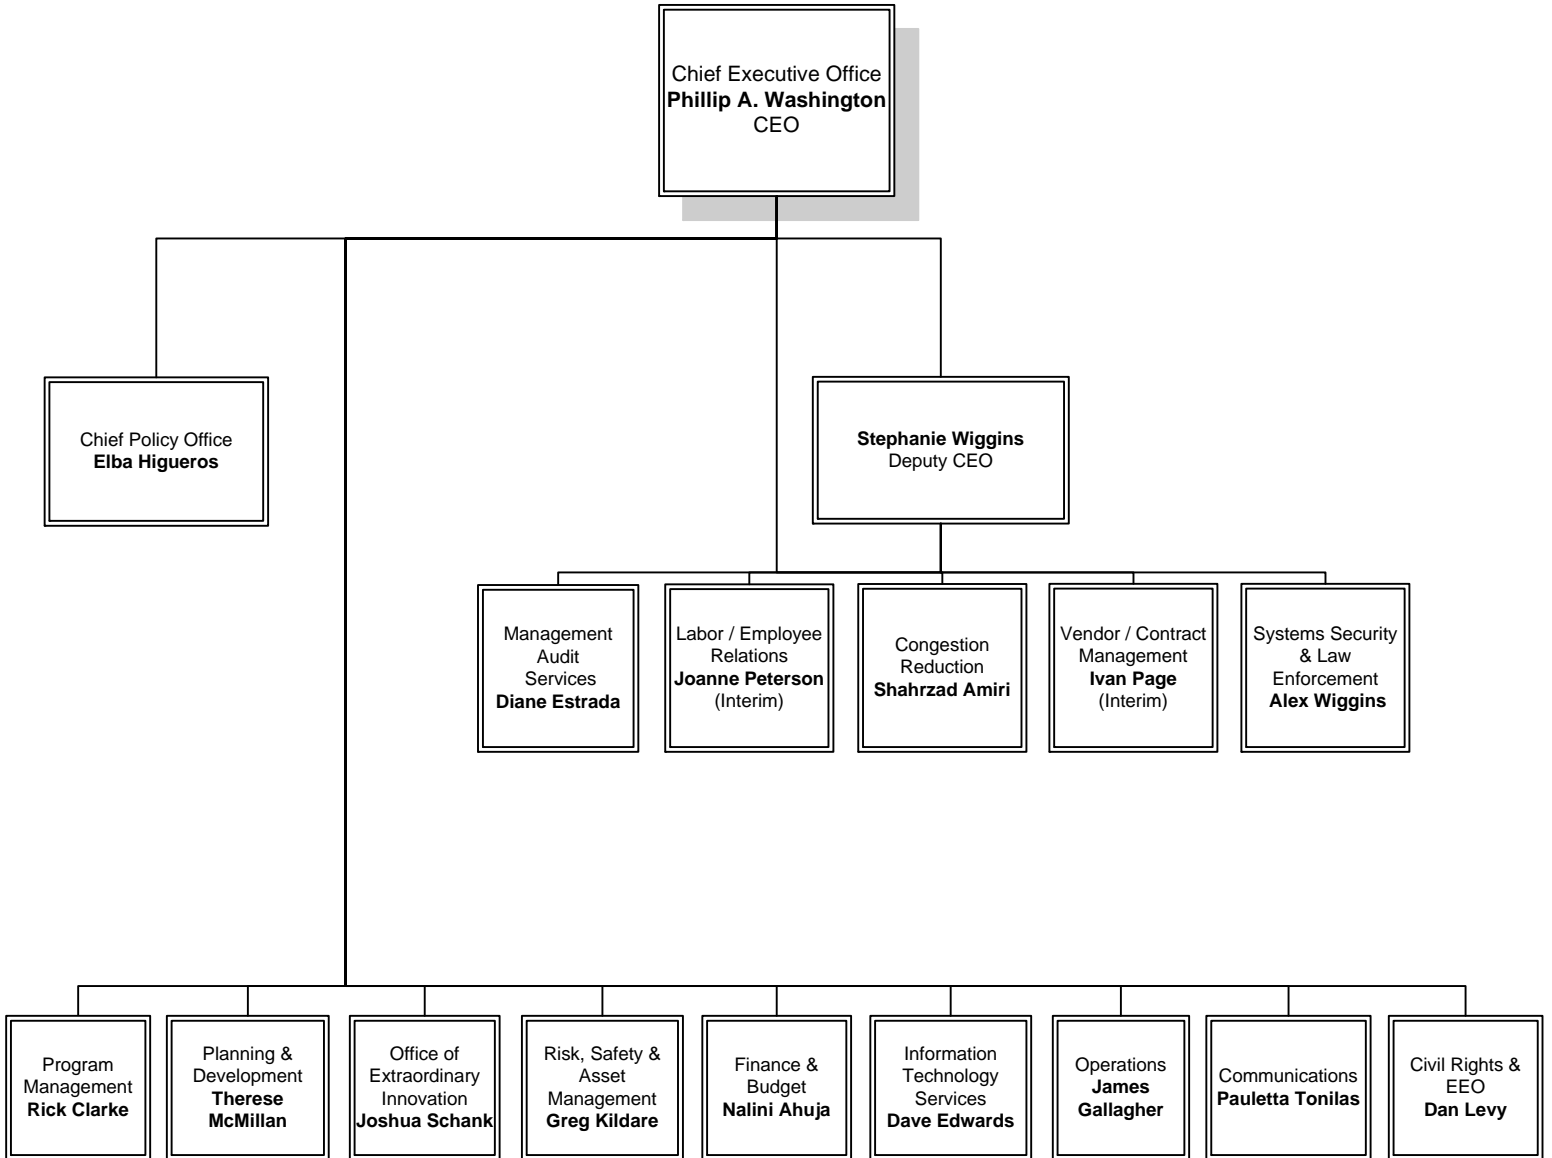 Chief Executive Office
Phillip A. Washington
CEO
Chief Policy Office
Elba Higueros
Stephanie Wiggins
Deputy CEO
Management
Audit
Services
Diane Estrada
Labor / Employee
Relations
Joanne Peterson
(Interim)
Congestion
Reduction
Shahrzad Amiri
Vendor / Contract
Management
Ivan Page
(Interim)
Systems Security
& Law
Enforcement
Alex Wiggins
Program
Management
Rick Clarke
Planning &
Development
Therese
McMillan
Office of
Extraordinary
Innovation
Joshua Schank
Risk, Safety &
Asset
Management
Greg Kildare
Finance &
Budget
Nalini Ahuja
Information
Technology
Services
Dave Edwards
Operations
James
Gallagher
Communications
Pauletta Tonilas
Civil Rights &
EEO
Dan Levy